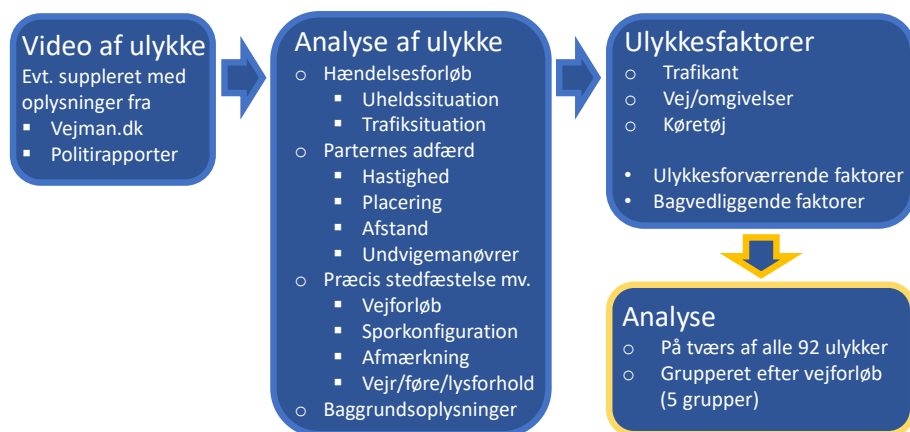 Video af ulykke
Evt. suppleret med
oplysninger fra
▪ Vejman.dk
▪ Politirapporter
Analyse af ulykke
○ Hændelsesforløb
▪ Uheldssituation
▪ Trafiksituation
○ Parternes adfærd
▪ Hastighed
▪ Placering
▪ Afstand
▪ Undvigemanøvrer
○ Præcis stedfæstelse mv.
▪ Vejforløb
▪ Sporkonfiguration
▪ Afmærkning
▪ Vejr/føre/lysforhold
○ Baggrundsoplysninger
Ulykkesfaktorer
○ Trafikant
○ Vej/omgivelser
○ Køretøj
• Ulykkesforværrende faktorer
• Bagvedliggende faktorer
Analyse
○ På tværs af alle 92 ulykker
○ Grupperet efter vejforløb
(5 grupper)